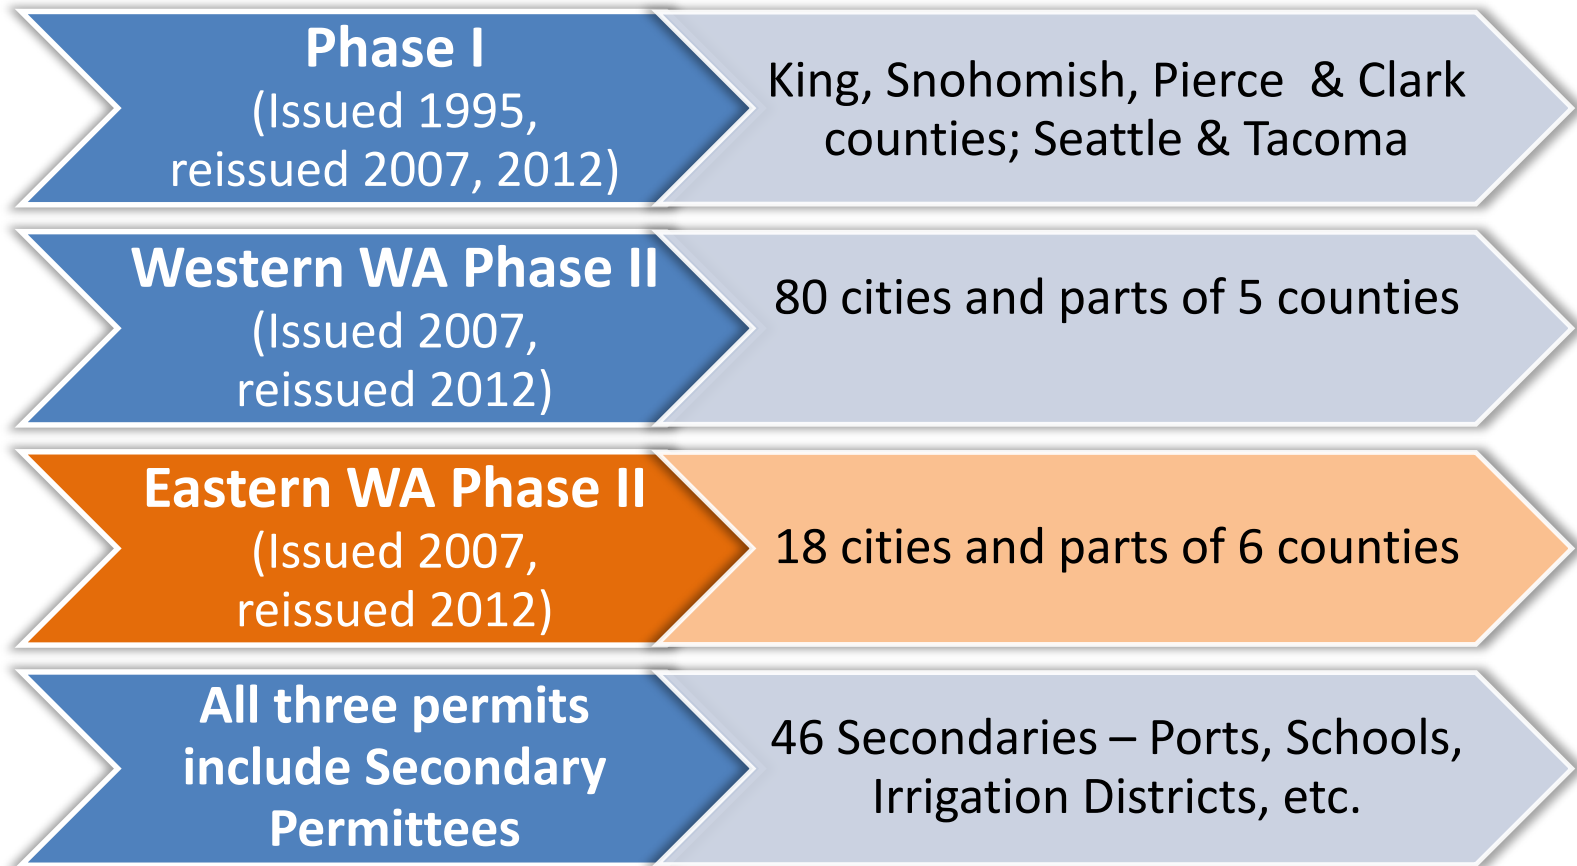 Phase I
(Issued 1995,
reissued 2007, 2012)
King, Snohomish, Pierce & Clark
counties; Seattle & Tacoma
Western WA Phase II
(Issued 2007,
reissued 2012)
80 cities and parts of 5 counties
Eastern WA Phase II
(Issued 2007,
reissued 2012)
18 cities and parts of 6 counties
All three permits
include Secondary
Permittees
46 Secondaries – Ports, Schools,
Irrigation Districts, etc.